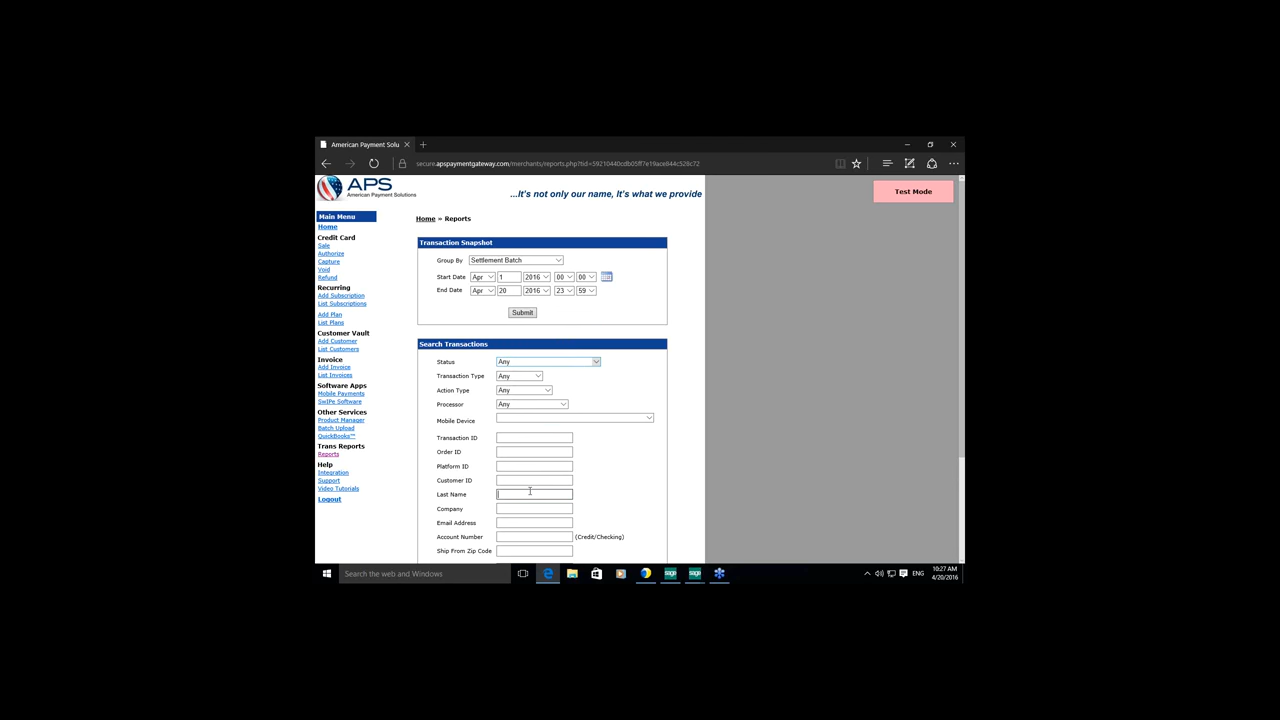 American Payment Solu
secure.apspaymentgateway.com/merchants/reports.php?tid=59210440cdb05ff7e19ace844c528c72
APS
American Payment Solutions
...It's not only our name, It's what we provide
Test Mode
Main Menu
Home
Credit Card
Sale
Authorize
Capture
Void
Refund
Recurring
Add Subscription
List Subscriptions
Add Plan
List Plans
Customer Vault
Add Customer
List Customers
Invoice
Add Invoice
List Invoices
Software Apps
Mobile Payments
SwIPe Software
Other Services
Product Manager
Batch Upload
QuickBooks™
Trans Reports
Reports
Help
Integration
Support
Video Tutorials
Logout
Home » Reports
Transaction Snapshot
Group By Settlement Batch
Start Date Apr 1 2016 00 00
End Date Apr 20 2016 23 59
Submit
Search Transactions
Status Any
Transaction Type Any
Action Type Any
Processor Any
Mobile Device
Transaction ID
Order ID
Platform ID
Customer ID
Last Name
Company
Email Address
Account Number (Credit/Checking)
Ship From Zip Code
Search the web and Windows
sage
sage
ENG
10:27 AM
4/20/2016